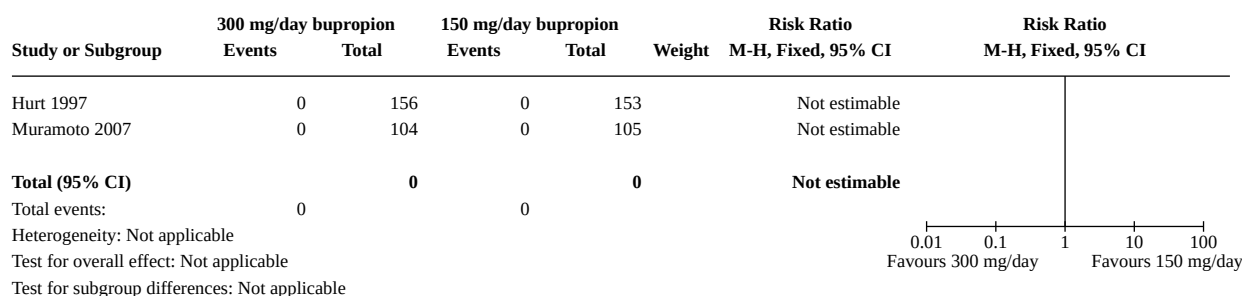 300 mg/day bupropion 150 mg/day bupropion Risk Ratio Risk Ratio
Study or Subgroup Events Total Events Total Weight M-H, Fixed, 95% CI M-H, Fixed, 95% CI
Hurt 1997 0 156 0 153 Not estimable
Muramoto 2007 0 104 0 105 Not estimable
Total (95% CI) 0 0 Not estimable
Total events: 0 0
Heterogeneity: Not applicable
0.01 0.1 1 10 100
Test for overall effect: Not applicable Favours 300 mg/day Favours 150 mg/day
Test for subgroup differences: Not applicable